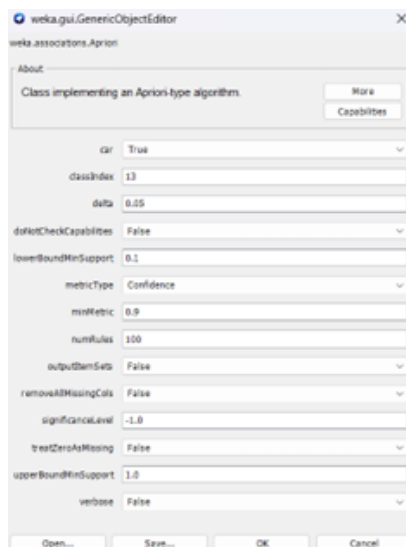 weka.gui.GenericObjectEditor
weka.associations.Apriori
About
Class implementing an Apriori-type algorithm.
More
Capabilities
car True
classIndex 13
delta 0.05
doNotCheckCapabilities False
lowerBoundMinSupport 0.1
metricType Confidence
minMetric 0.9
numRules 100
outputItemSets False
removeAllMissingCols False
significanceLevel -1.0
treatZeroAsMissing False
upperBoundMinSupport 1.0
verbose False
Open... Save... OK Cancel